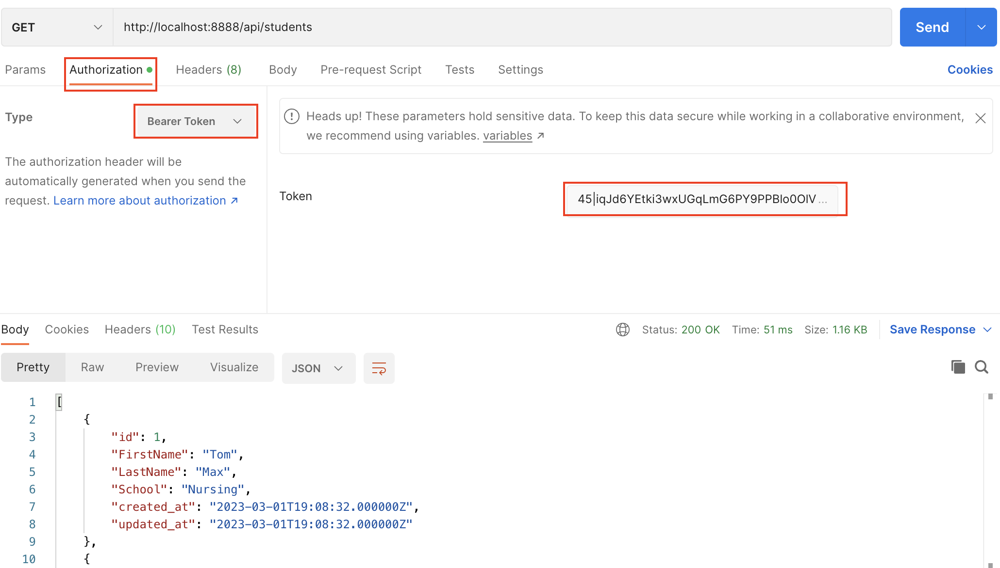 GET http://localhost:8888/api/students Send
Params Authorization Headers (8) Body Pre-request Script Tests Settings Cookies
Type Bearer Token
The authorization header will be
automatically generated when you send the
request. Learn more about authorization ↗
Heads up! These parameters hold sensitive data. To keep this data secure while working in a collaborative environment,
we recommend using variables. variables ↗
Token 45|iqJd6YEtki3wxUGqLmG6PY9PPBlo0OlV...
Body Cookies Headers (10) Test Results Status: 200 OK Time: 51 ms Size: 1.16 KB Save Response
Pretty Raw Preview Visualize JSON
1 [
2 {
3 "id": 1,
4 "FirstName": "Tom",
5 "LastName": "Max",
6 "School": "Nursing",
7 "created_at": "2023-03-01T19:08:32.000000Z",
8 "updated_at": "2023-03-01T19:08:32.000000Z"
9 },
10 {